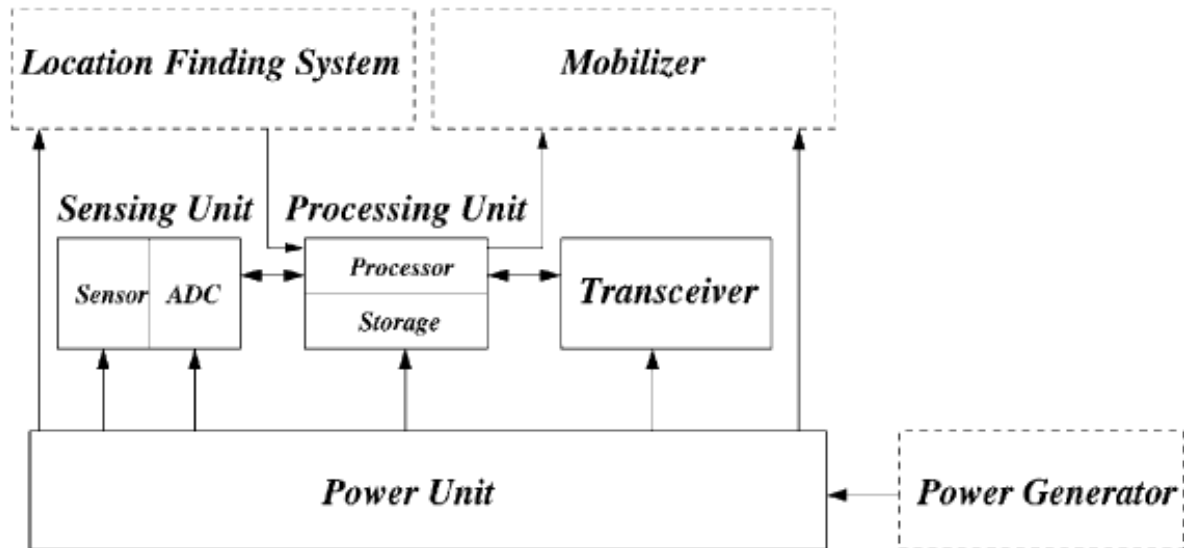 Location Finding System
Mobilizer
Sensing Unit
Processing Unit
Sensor
ADC
Processor
Storage
Transceiver
Power Unit
Power Generator